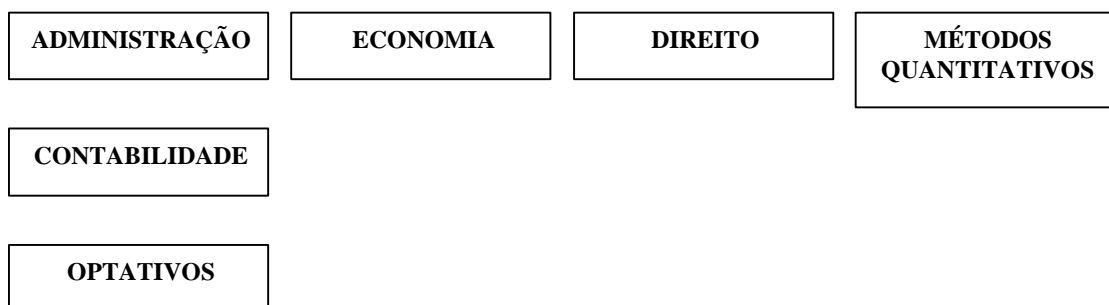 ADMINISTRAÇÃO
ECONOMIA
DIREITO
MÉTODOS
QUANTITATIVOS
CONTABILIDADE
OPTATIVOS